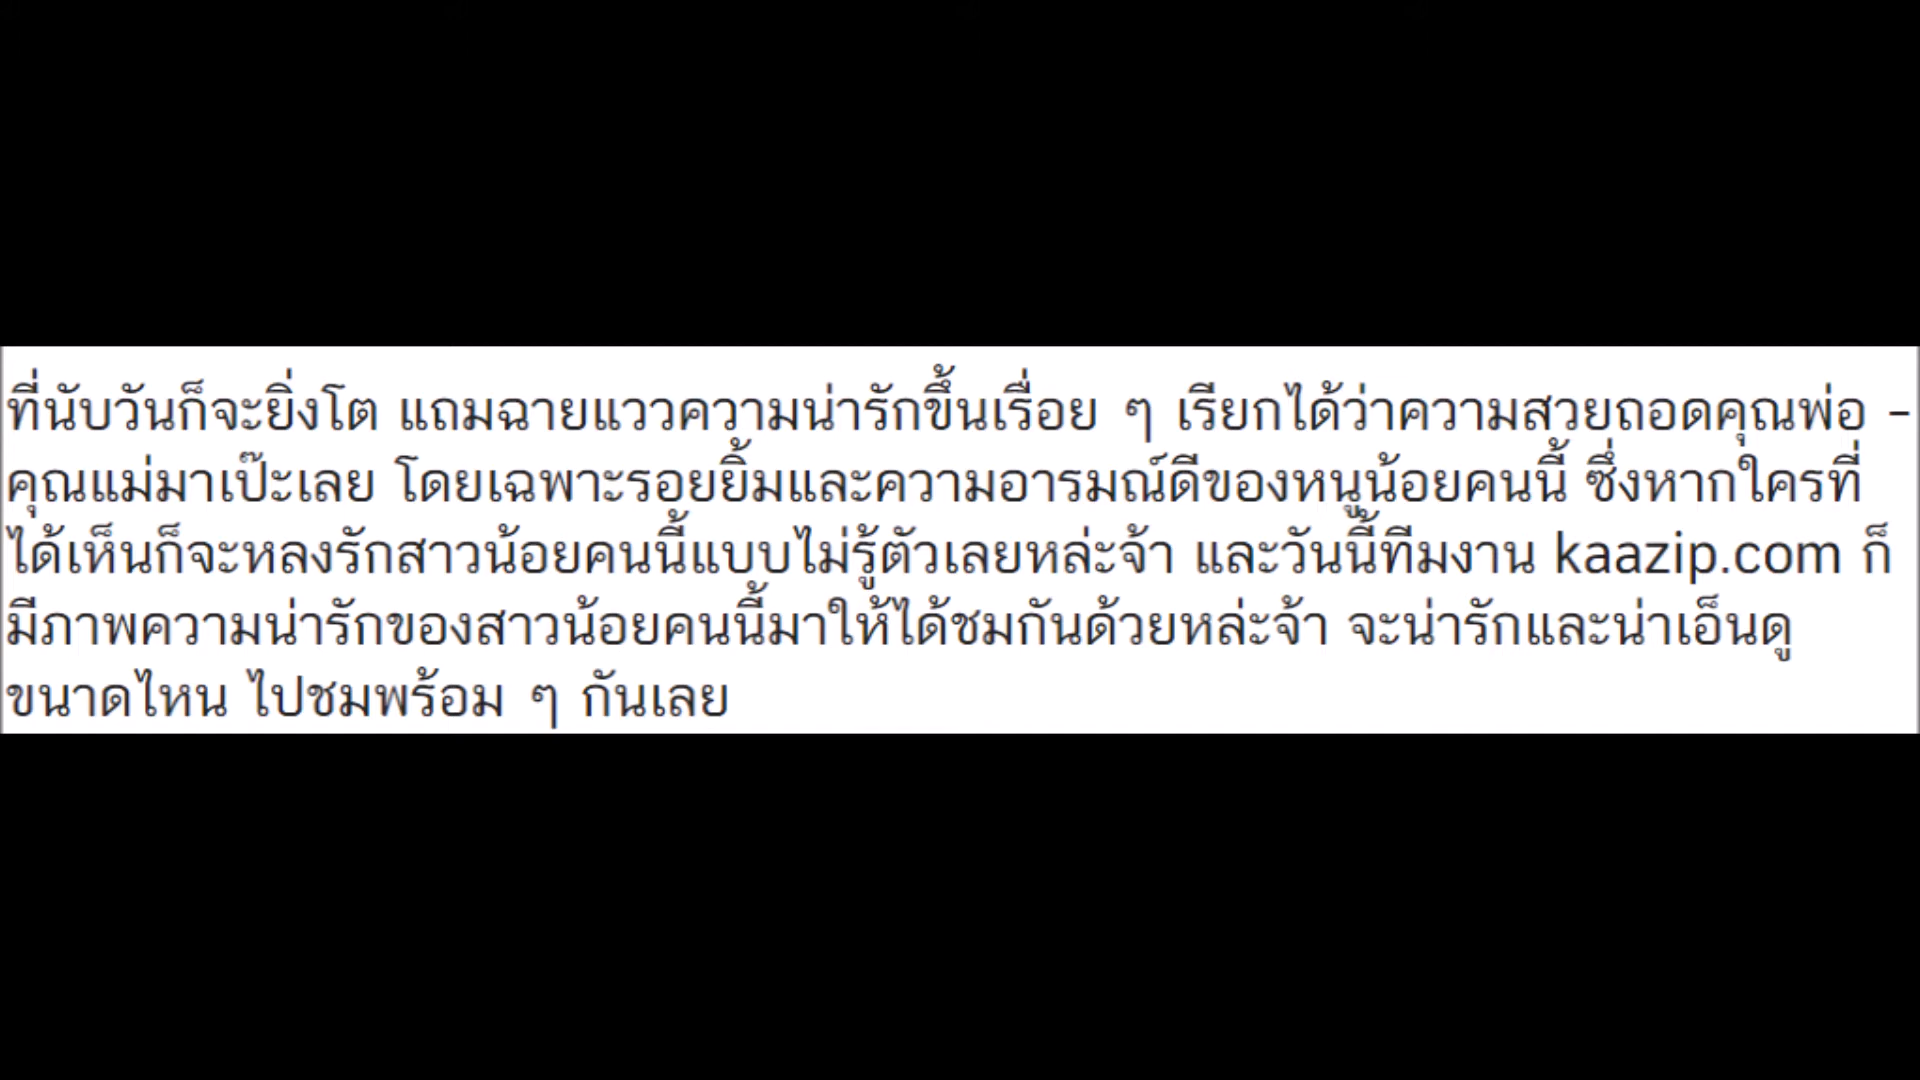 ที่นับวันก็จะยิ่งโต แถมฉายแววความน่ารักขึ้นเรื่อย ๆ เรียกได้ว่าความสวยถอดคุณพ่อ –
คุณแม่มาเป๊ะเลย โดยเฉพาะรอยยิ้มและความอารมณ์ดีของหนูน้อยคนนี้ ซึ่งหากใครที่
ได้เห็นก็จะหลงรักสาวน้อยคนนี้แบบไม่รู้ตัวเลยหล่ะจ้า และวันนี้ทีมงาน kaazip.com ก็
มีภาพความน่ารักของสาวน้อยคนนี้มาให้ได้ชมกันด้วยหล่ะจ้า จะน่ารักและน่าเอ็นดู
ขนาดไหน ไปชมพร้อม ๆ กันเลย